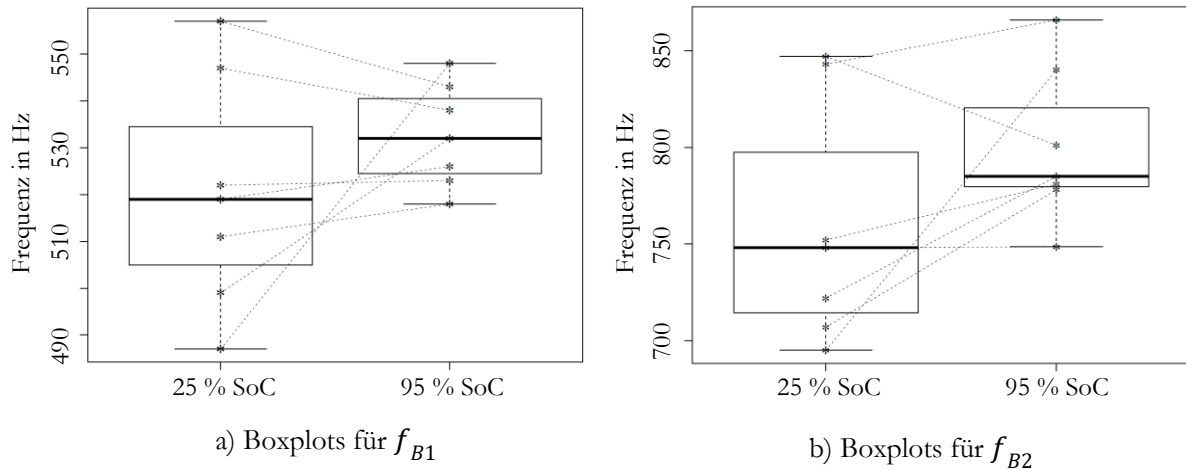 Frequenz in Hz
550
530
510
490
25 % SoC
95 % SoC
a) Boxplots für f_B1
Frequenz in Hz
850
800
750
700
25 % SoC
95 % SoC
b) Boxplots für f_B2